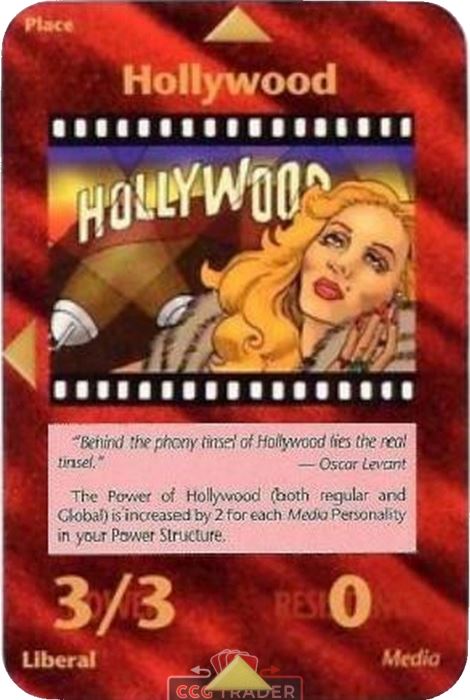 Place
Hollywood
HOLLYWOOD
"Behind the phony tinsel of Hollywood lies the real
tinsel."
— Oscar Levant
The Power of Hollywood (both regular and
Global) is increased by 2 for each Media Personality
in your Power Structure.
3/3
0
Liberal
Media
CCG TRADER